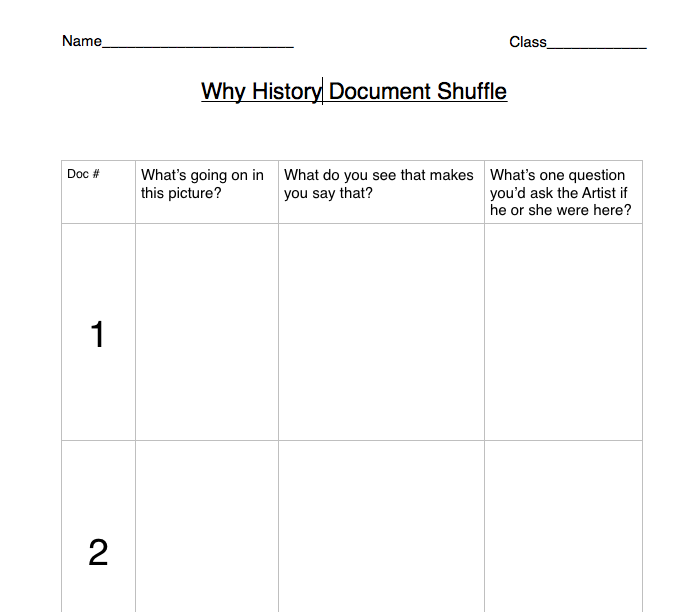 Name_______________________ Class____________
Why History Document Shuffle
Doc # What's going on in What do you see that makes What's one question
this picture? you say that? you'd ask the Artist if
he or she were here?
1
2